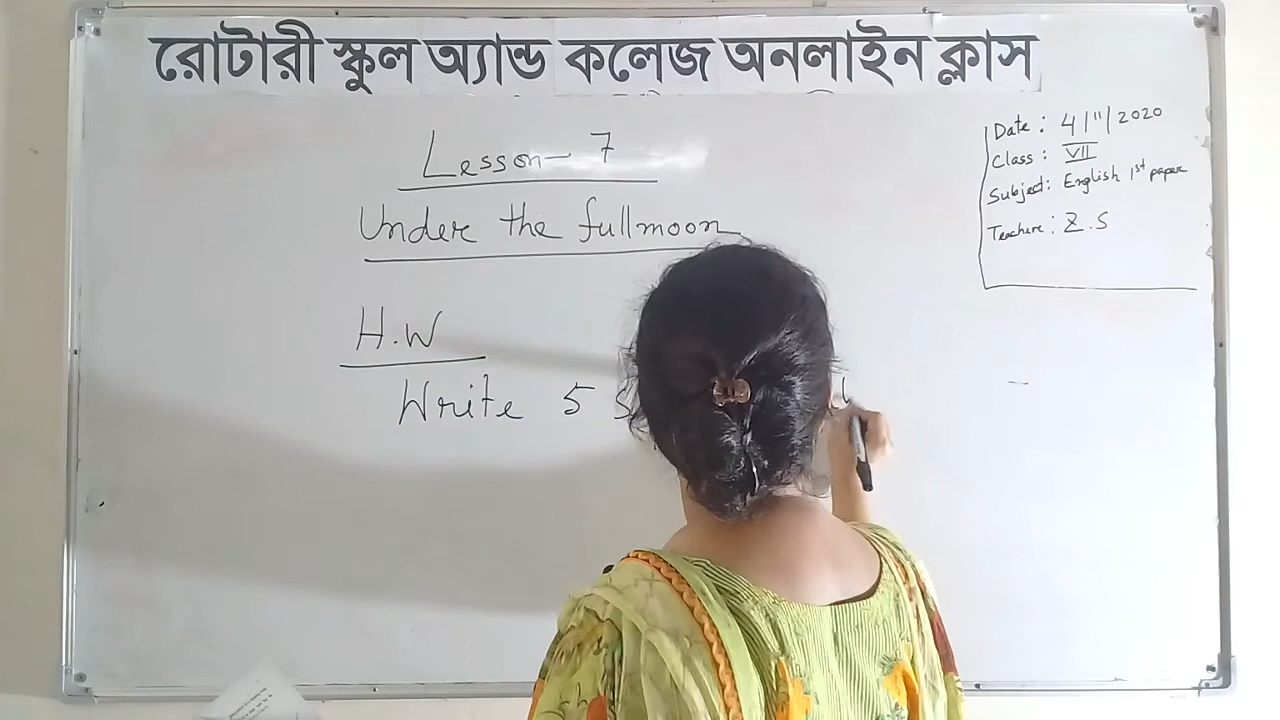 রোটারী স্কুল অ্যান্ড কলেজ অনলাইন ক্লাস
Lesson- 7
Under the fullmoon
H.W
Write 5
Date : 4/11/2020
Class : VII
Subject: English 1st paper
Teachere : Z.S